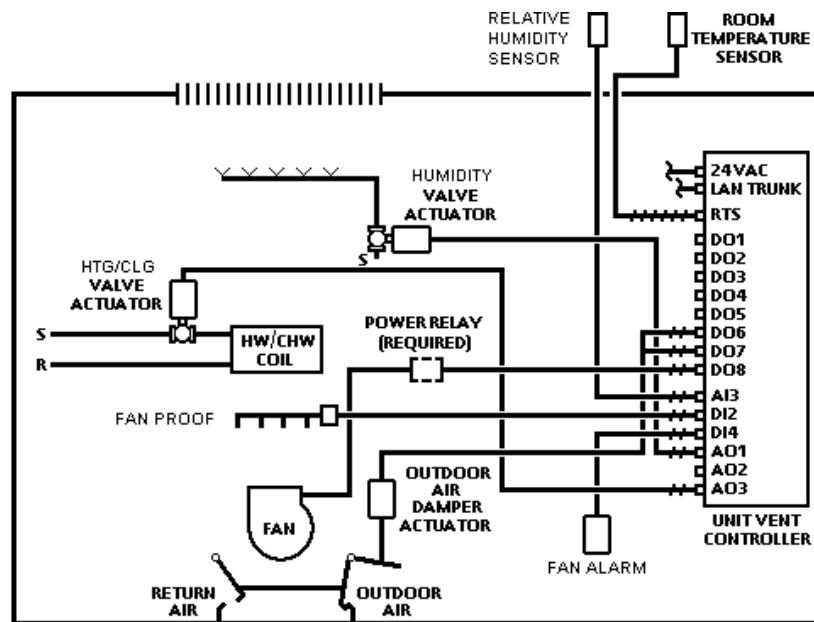 RELATIVE
HUMIDITY
SENSOR
ROOM
TEMPERATURE
SENSOR
HUMIDITY
VALVE
ACTUATOR
S
HTG/CLG
VALVE
ACTUATOR
S
R
HW/CHW
COIL
POWER RELAY
(REQUIRED)
FAN PROOF
FAN
OUTDOOR
AIR
DAMPER
ACTUATOR
RETURN
AIR
OUTDOOR
AIR
FAN ALARM
24VAC
LAN TRUNK
RTS
DO1
DO2
DO3
DO4
DO5
DO6
DO7
DO8
AI3
DI2
DI4
AO1
AO2
AO3
UNIT VENT
CONTROLLER